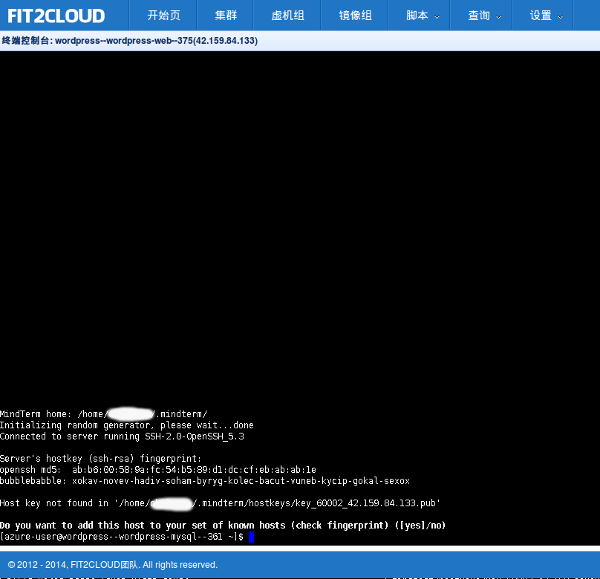 FIT2CLOUD 开始页 集群 虚机组 镜像组 脚本 查询 设置
终端控制台: wordpress--wordpress-web--375(42.159.84.133)
MindTerm home: /home/ /.mindterm/
Initializing random generator, please wait...done
Connected to server running SSH-2.0-OpenSSH_5.3
Server's hostkey (ssh-rsa) fingerprint:
openssh md5: ab:b6:00:58:9a:fc:54:b5:89:d1:dc:cf:eb:ab:ab:1e
bubblebabble: xokav-novev-hadiv-soham-byryg-kolec-bacut-vuneb-kycip-gokal-sexox
Host key not found in '/home/ /.mindterm/hostkeys/key_60002_42.159.84.133.pub'
Do you want to add this host to your set of known hosts (check fingerprint) ([yes]/no)
[azure-user@wordpress--wordpress-mysql--361 ~]$
© 2012 - 2014, FIT2CLOUD团队. All rights reserved.